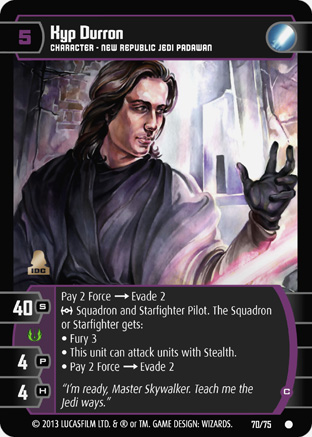 5 Kyp Durron
CHARACTER - NEW REPUBLIC JEDI PADAWAN
IDC
Pay 2 Force → Evade 2
Squadron and Starfighter Pilot. The Squadron
or Starfighter gets:
• Fury 3
• This unit can attack units with Stealth.
• Pay 2 Force → Evade 2
40 S
4 P
4 H
"I'm ready, Master Skywalker. Teach me the
Jedi ways."
C
© 2013 LUCASFILM LTD. & ® or TM. GAME DESIGN: WIZARDS. 70/75